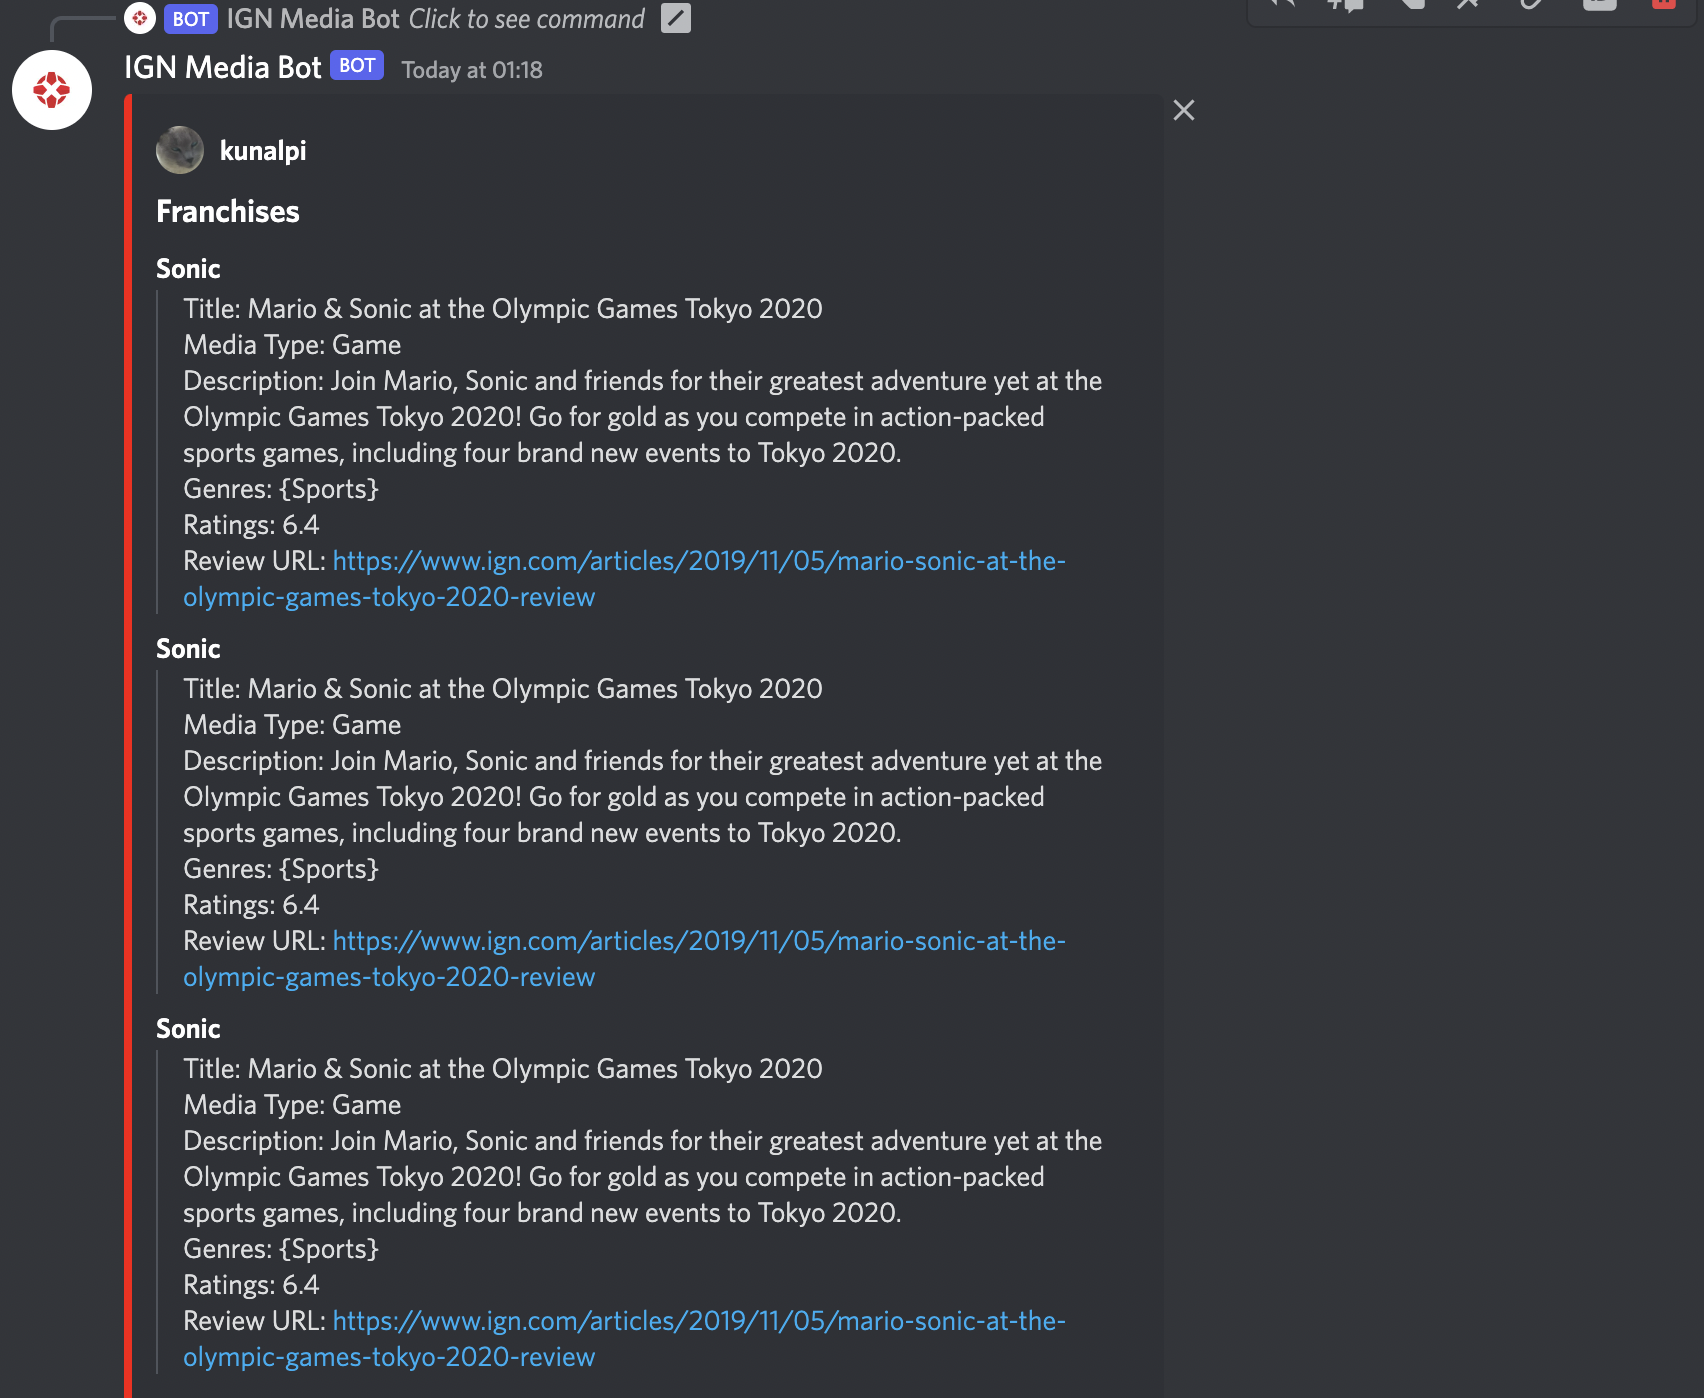 BOT IGN Media Bot Click to see command
IGN Media Bot BOT Today at 01:18
kunalpi
Franchises
Sonic
Title: Mario & Sonic at the Olympic Games Tokyo 2020
Media Type: Game
Description: Join Mario, Sonic and friends for their greatest adventure yet at the
Olympic Games Tokyo 2020! Go for gold as you compete in action-packed
sports games, including four brand new events to Tokyo 2020.
Genres: {Sports}
Ratings: 6.4
Review URL: https://www.ign.com/articles/2019/11/05/mario-sonic-at-the-
olympic-games-tokyo-2020-review
Sonic
Title: Mario & Sonic at the Olympic Games Tokyo 2020
Media Type: Game
Description: Join Mario, Sonic and friends for their greatest adventure yet at the
Olympic Games Tokyo 2020! Go for gold as you compete in action-packed
sports games, including four brand new events to Tokyo 2020.
Genres: {Sports}
Ratings: 6.4
Review URL: https://www.ign.com/articles/2019/11/05/mario-sonic-at-the-
olympic-games-tokyo-2020-review
Sonic
Title: Mario & Sonic at the Olympic Games Tokyo 2020
Media Type: Game
Description: Join Mario, Sonic and friends for their greatest adventure yet at the
Olympic Games Tokyo 2020! Go for gold as you compete in action-packed
sports games, including four brand new events to Tokyo 2020.
Genres: {Sports}
Ratings: 6.4
Review URL: https://www.ign.com/articles/2019/11/05/mario-sonic-at-the-
olympic-games-tokyo-2020-review